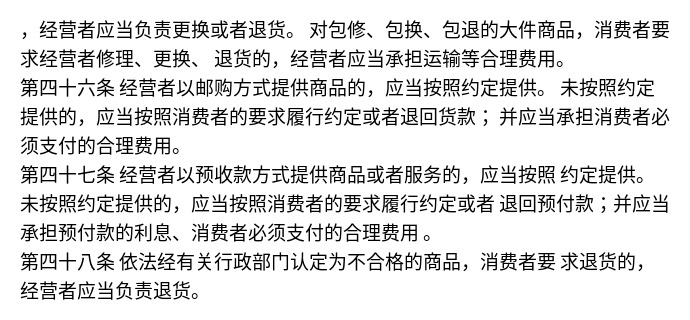 ，经营者应当负责更换或者退货。 对包修、包换、包退的大件商品，消费者要
求经营者修理、更换、 退货的，经营者应当承担运输等合理费用。
第四十六条 经营者以邮购方式提供商品的，应当按照约定提供。 未按照约定
提供的，应当按照消费者的要求履行约定或者退回货款 ；并应当承担消费者必
须支付的合理费用。
第四十七条 经营者以预收款方式提供商品或者服务的，应当按照 约定提供。
未按照约定提供的，应当按照消费者的要求履行约定或者 退回预付款 ；并应当
承担预付款的利息、消费者必须支付的合理费用 。
第四十八条 依法经有关行政部门认定为不合格的商品，消费者要 求退货的，
经营者应当负责退货。